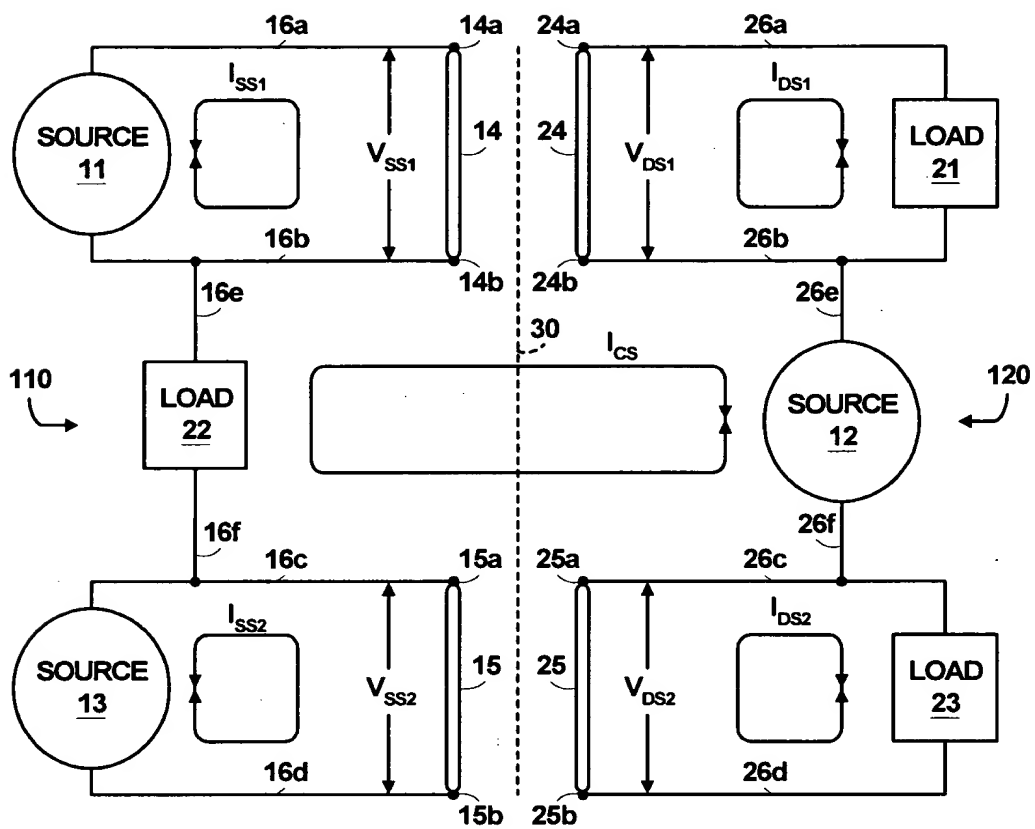 16a
14a
24a
26a
I_SS1
I_DS1
SOURCE
11
V_SS1
14
24
V_DS1
LOAD
21
16b
14b
24b
26b
16e
26e
30
I_CS
110
LOAD
22
SOURCE
12
120
16f
26f
16c
15a
25a
26c
I_SS2
I_DS2
SOURCE
13
V_SS2
15
25
V_DS2
LOAD
23
16d
15b
25b
26d